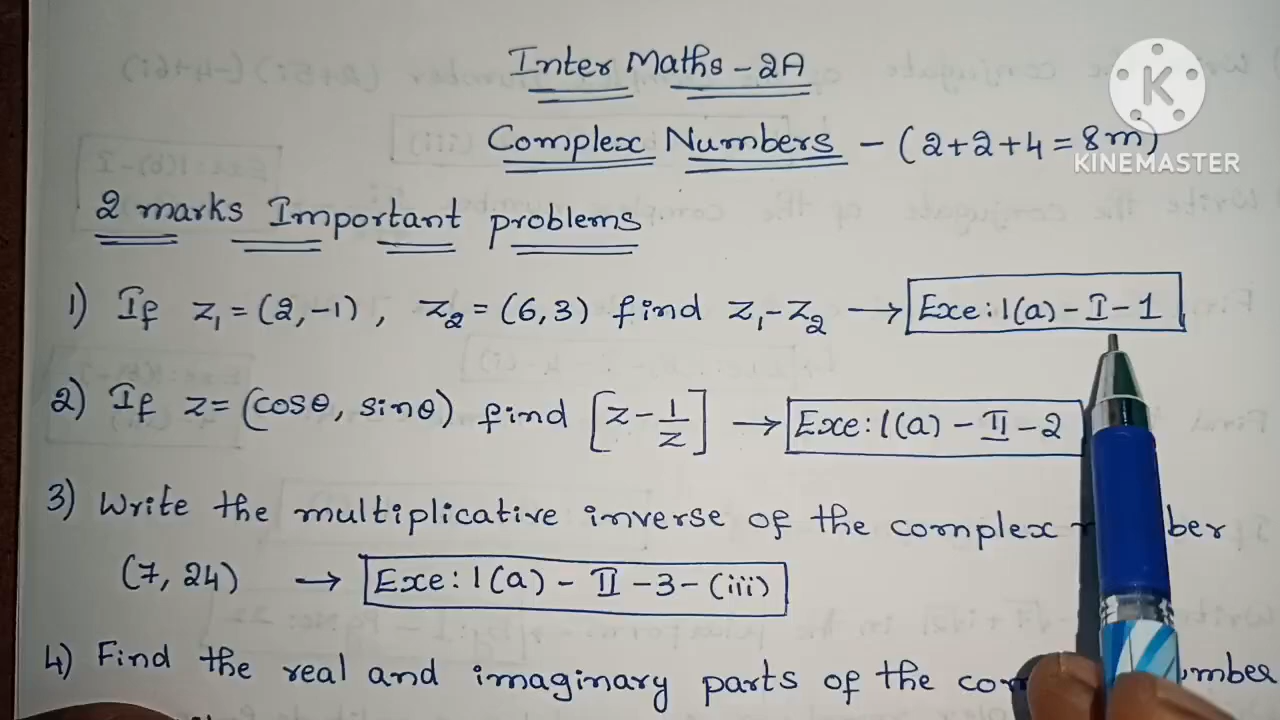 Inter Maths - 2A
Complex Numbers - (2+2+4=8m)
K
KINEMASTER
2 marks Important problems
1) If z₁ = (2,-1), z₂ = (6,3) find z₁-z₂ → Exe:1(a) - I - 1
2) If z = (cosθ, sinθ) find [z - 1/z] → Exe:1(a) - II - 2
3) Write the multiplicative inverse of the complex ber
(7, 24) → Exe: 1(a) - II - 3 - (iii)
4) Find the real and imaginary parts of the co umber